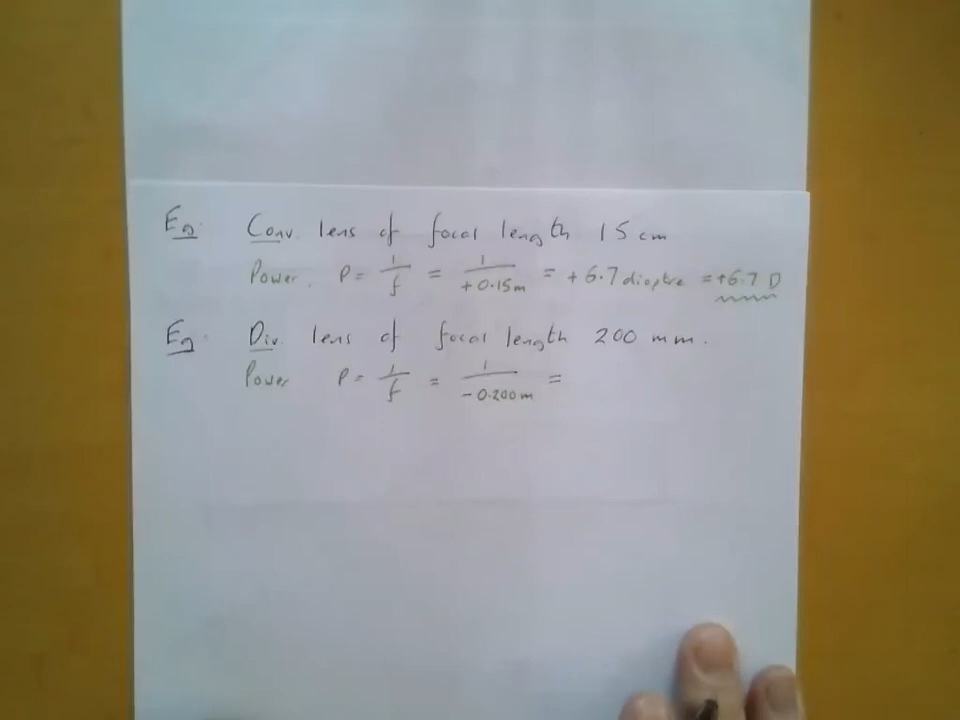 Eg. Conv. lens of focal length 15 cm
Power. P = 1/f = 1/+0.15m = +6.7 dioptre = +6.7 D
Eg. Div. lens of focal length 200 mm.
Power P = 1/f = 1/-0.200m =